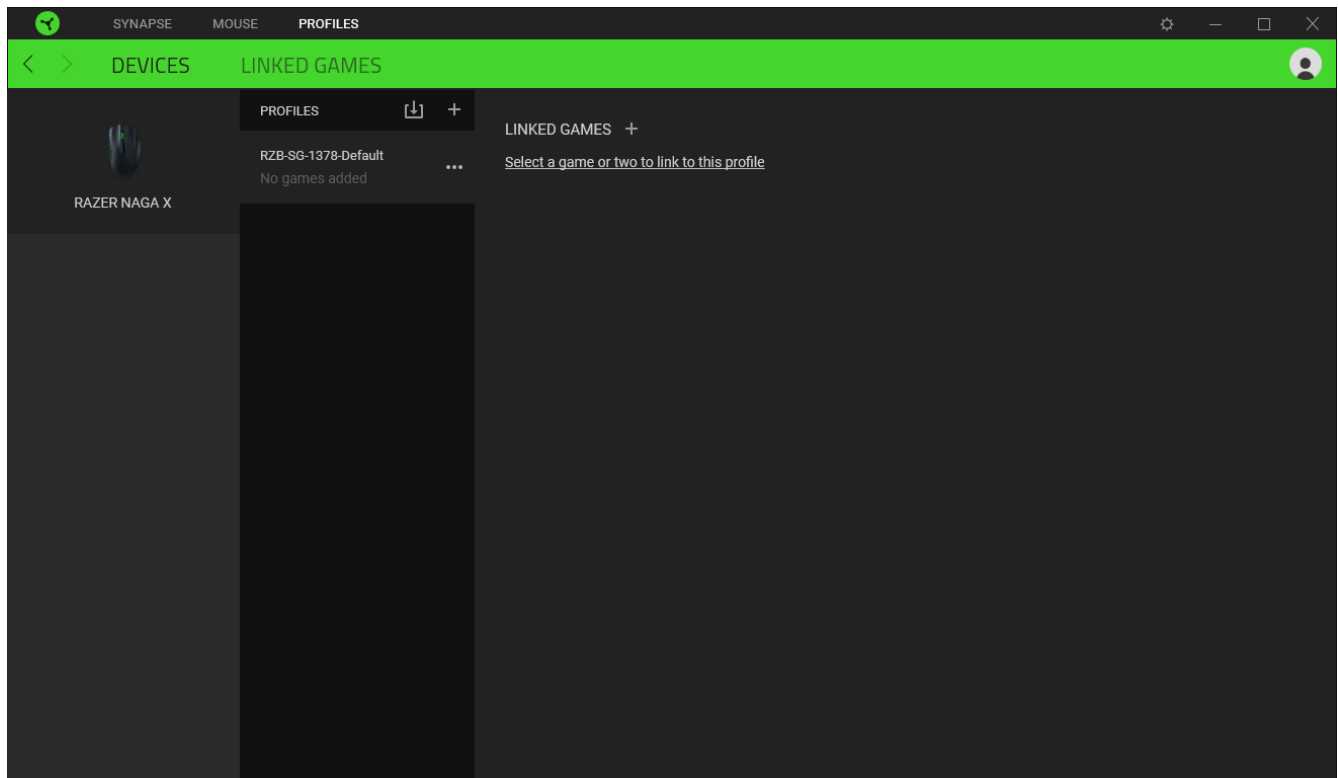 SYNAPSE MOUSE PROFILES
DEVICES LINKED GAMES
RAZER NAGA X
PROFILES
RZB-SG-1378-Default
No games added
LINKED GAMES
Select a game or two to link to this profile